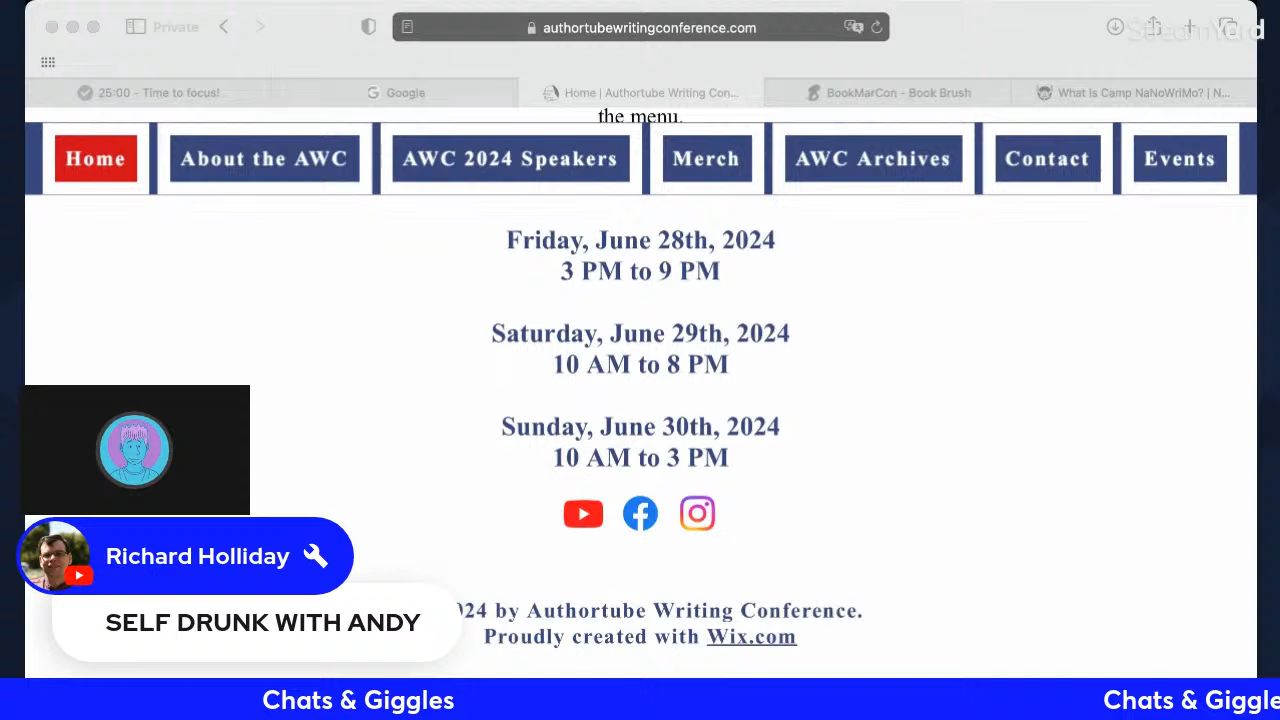 Private
authortubewritingconference.com
StreamYard
25:00 - Time to focus!
Google
Home | Authortube Writing Con...
BookMarCon - Book Brush
What Is Camp NaNoWriMo? | N...
the menu.
Home
About the AWC
AWC 2024 Speakers
Merch
AWC Archives
Contact
Events
Friday, June 28th, 2024
3 PM to 9 PM
Saturday, June 29th, 2024
10 AM to 8 PM
Sunday, June 30th, 2024
10 AM to 3 PM
Richard Holliday
SELF DRUNK WITH ANDY
24 by Authortube Writing Conference.
Proudly created with Wix.com
Chats & Giggles
Chats & Giggle